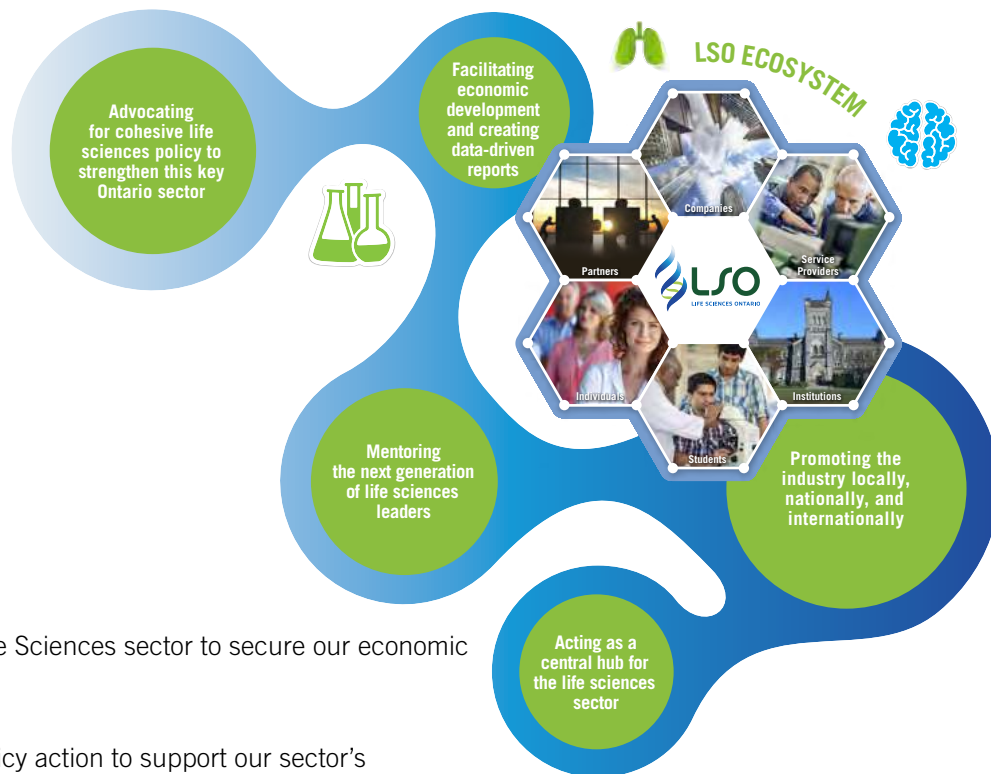 LSO ECOSYSTEM
Advocating
for cohesive life
sciences policy to
strengthen this key
Ontario sector
Facilitating
economic
development
and creating
data-driven
reports
Companies
Partners
Service
Providers
LSO
LIFE SCIENCES ONTARIO
Individuals
Institutions
Students
Mentoring
the next generation
of life sciences
leaders
Promoting the
industry locally,
nationally, and
internationally
Acting as a
central hub for
the life sciences
sector
Sciences sector to secure our economic
action to support our sector's